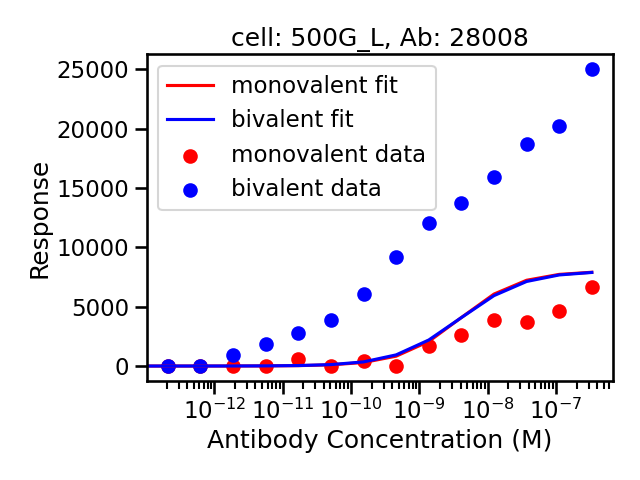 cell: 500G_L, Ab: 28008
monovalent fit
bivalent fit
monovalent data
bivalent data
Response
25000
20000
15000
10000
5000
0
10⁻¹² 10⁻¹¹ 10⁻¹⁰ 10⁻⁹ 10⁻⁸ 10⁻⁷
Antibody Concentration (M)